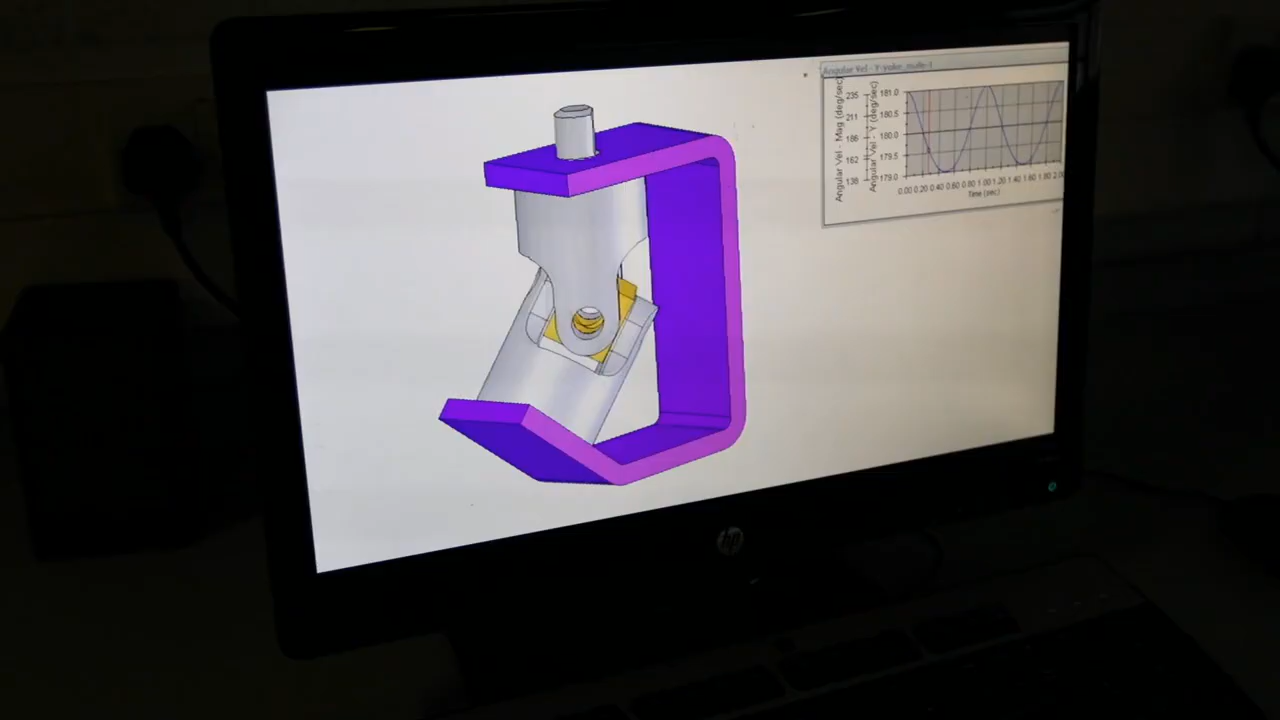 Angular Vel - Y-yoke_male-1
Angular Vel - Mag (deg/sec)
235
211
186
162
138
Angular Vel - Y (deg/sec)
181.0
180.5
180.0
179.5
179.0
0.00 0.20 0.40 0.60 0.80 1.00 1.20 1.40 1.60 1.80 2.00
Time (sec)
hp